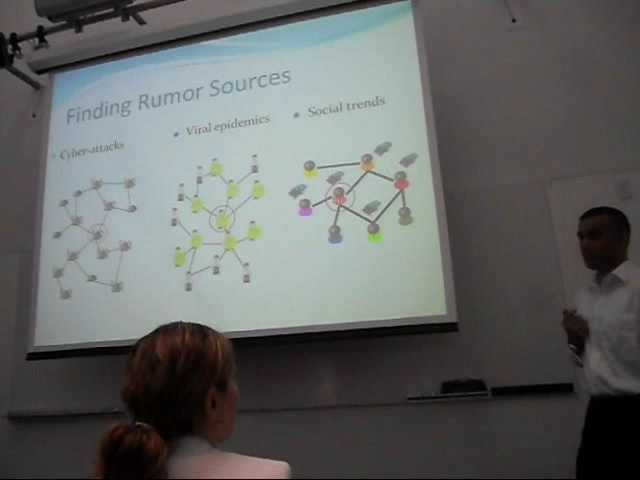 Finding Rumor Sources
Cyber-attacks
Viral epidemics
Social trends